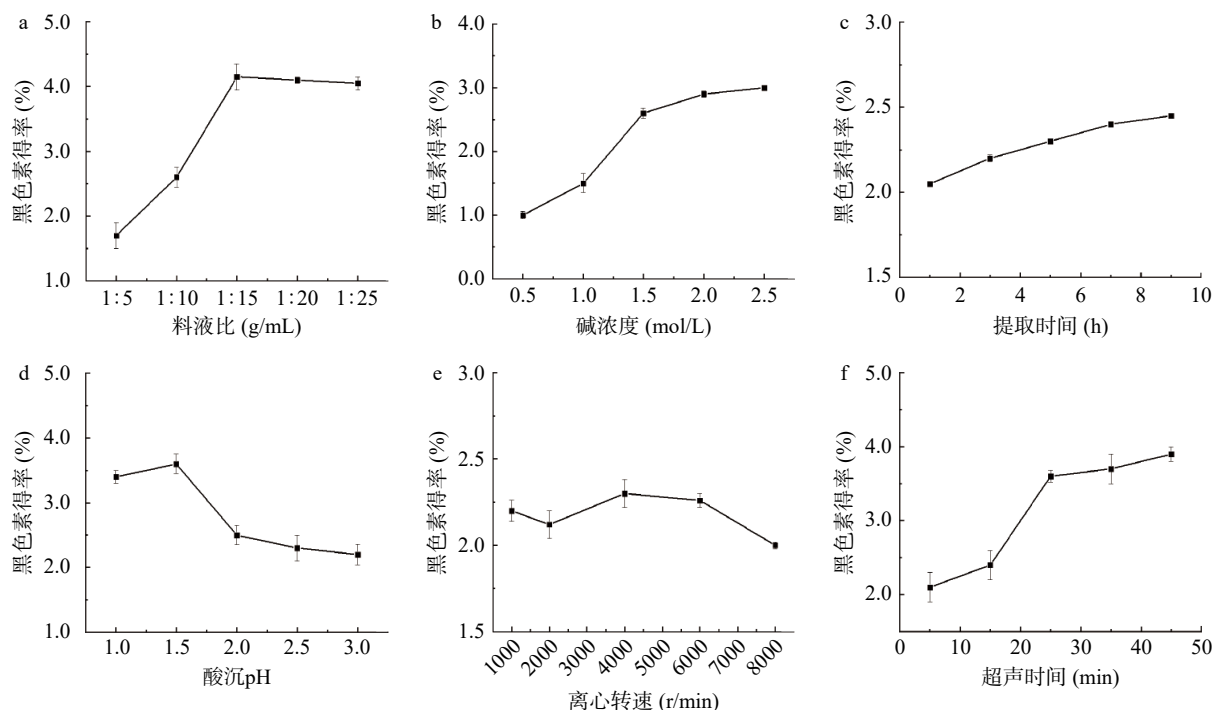 a
黑色素得率 (%)
5.0
4.0
3.0
2.0
1.0
1∶5 1∶10 1∶15 1∶20 1∶25
料液比 (g/mL)
b
黑色素得率 (%)
4.0
3.0
2.0
1.0
0.0
0.5 1.0 1.5 2.0 2.5
碱浓度 (mol/L)
c
黑色素得率 (%)
3.0
2.5
2.0
1.5
0 2 4 6 8 10
提取时间 (h)
d
黑色素得率 (%)
5.0
4.0
3.0
2.0
1.0
1.0 1.5 2.0 2.5 3.0
酸沉pH
e
黑色素得率 (%)
3.0
2.5
2.0
1.5
1000 2000 3000 4000 5000 6000 7000 8000
离心转速 (r/min)
f
黑色素得率 (%)
5.0
4.0
3.0
2.0
0 10 20 30 40 50
超声时间 (min)